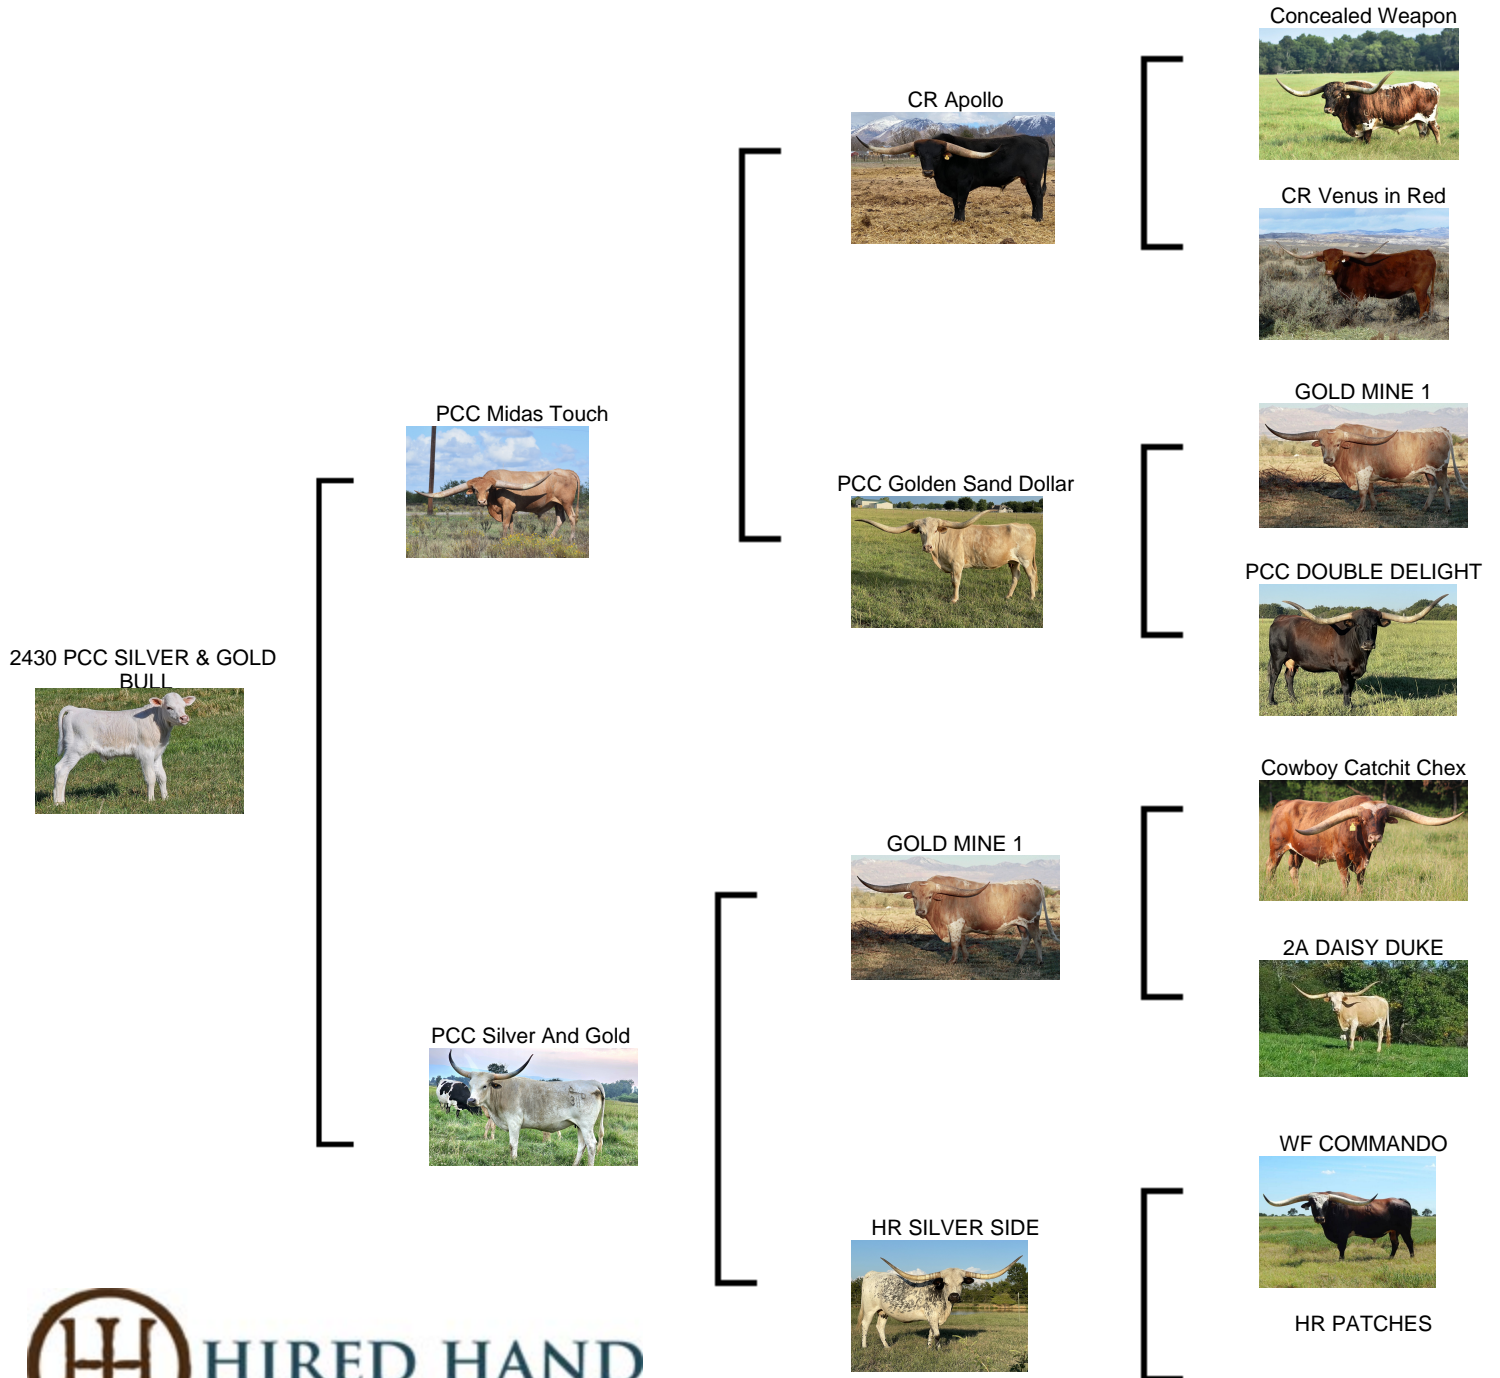 Concealed Weapon
CR Apollo
CR Venus in Red
GOLD MINE 1
PCC Midas Touch
PCC Golden Sand Dollar
PCC DOUBLE DELIGHT
2430 PCC SILVER & GOLD
BULL
Cowboy Catchit Chex
GOLD MINE 1
2A DAISY DUKE
PCC Silver And Gold
WF COMMANDO
HR SILVER SIDE
HR PATCHES
HIRED HAND